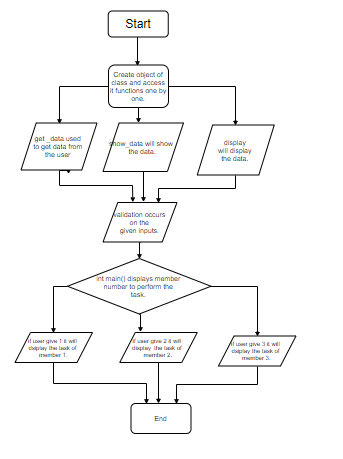 Start
Create object of
class and access
it functions one by
one.
get _data used
to get data from
the user
show_data will show
the data.
display
will display
the data.
validation occurs
on the
given inputs.
int main() displays member
number to perform the
task.
if user give 1 it will
dsiplay the task of
member 1.
if user give 2 it will
display the task of
member 2.
if user give 3 it will
dsiplay the task of
member 3.
End